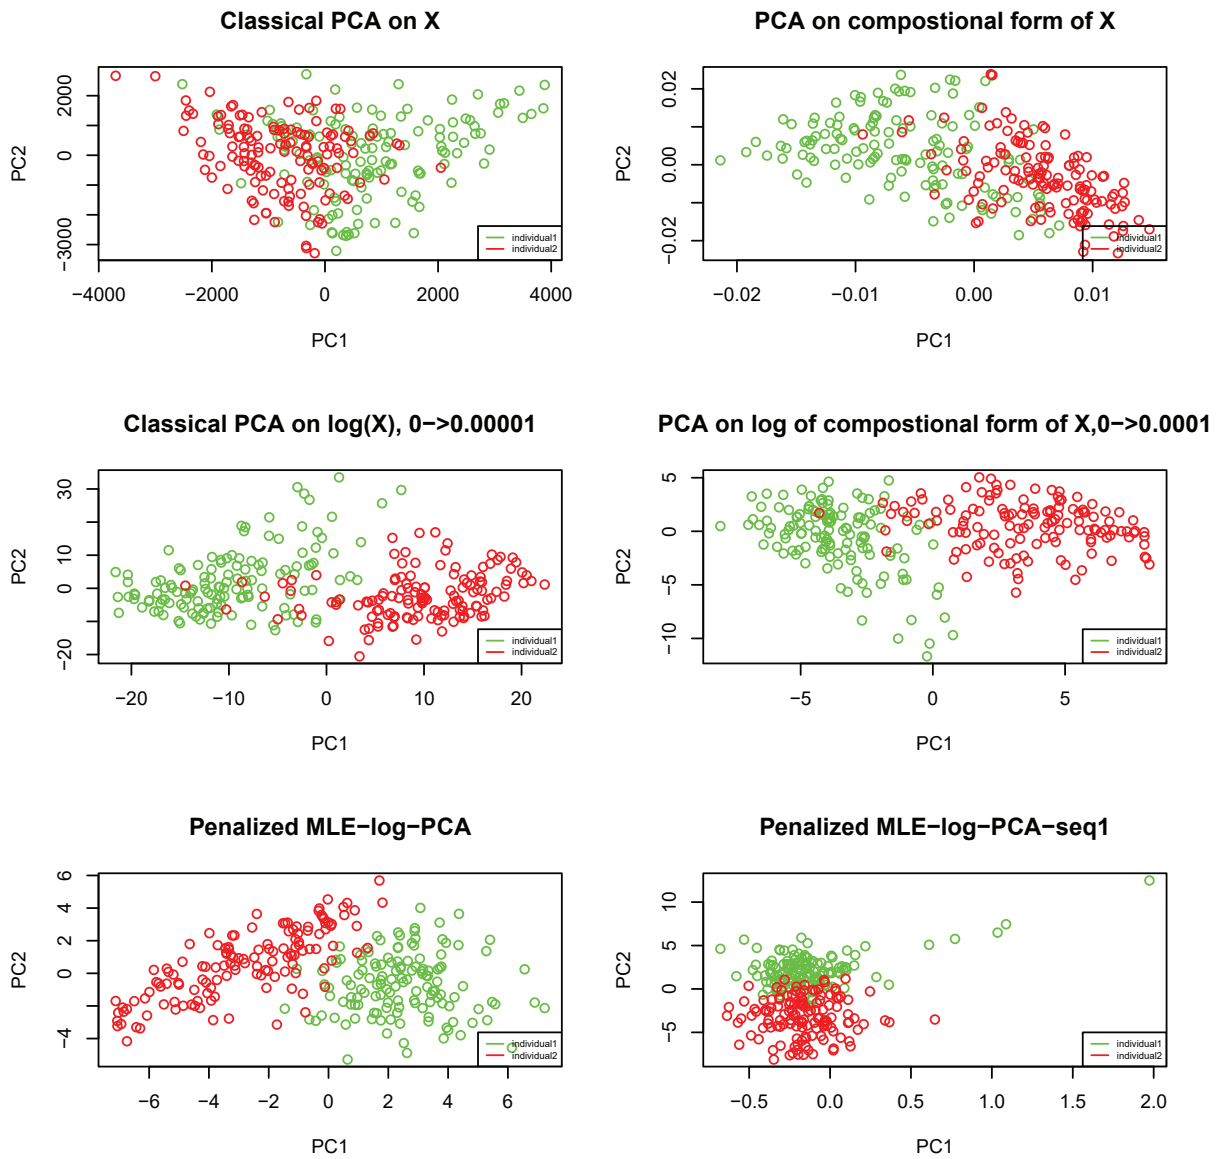 Classical PCA on X
PC2
2000
0
−3000
−4000 −2000 0 2000 4000
PC1
individual1
individual2
PCA on compostional form of X
PC2
0.02
0.00
−0.02
−0.02 −0.01 0.00 0.01
PC1
individual1
individual2
Classical PCA on log(X), 0−>0.00001
PC2
30
10
0
−20
−20 −10 0 10 20
PC1
individual1
individual2
PCA on log of compostional form of X,0−>0.0001
PC2
5
0
−5
−10
−5 0 5
PC1
individual1
individual2
Penalized MLE−log−PCA
PC2
6
4
2
0
−4
−6 −4 −2 0 2 4 6
PC1
individual1
individual2
Penalized MLE−log−PCA−seq1
PC2
10
5
0
−5
−0.5 0.0 0.5 1.0 1.5 2.0
PC1
individual1
individual2